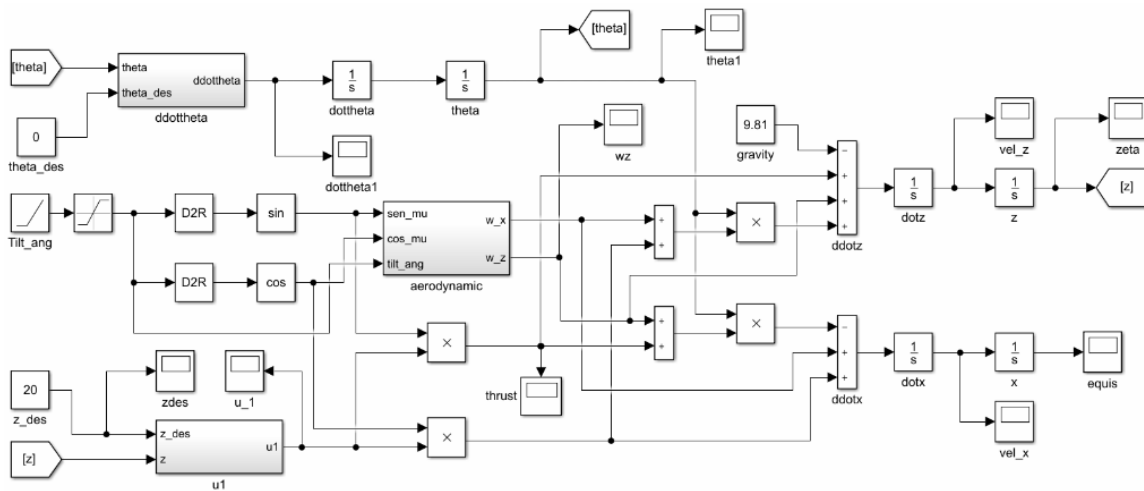 [theta]
[theta]
theta1
theta
theta_des
ddottheta
ddottheta
1
s
dottheta
1
s
theta
0
theta_des
dottheta1
wz
9.81
gravity
vel_z
zeta
−
+
+
+
ddotz
1
s
dotz
1
s
z
[z]
Tilt_ang
D2R
sin
sen_mu
cos_mu
tilt_ang
w_x
w_z
aerodynamic
+
+
×
D2R
cos
×
+
+
×
−
+
+
ddotx
1
s
dotx
1
s
x
equis
20
z_des
zdes
u_1
thrust
vel_x
z_des
z
u1
u1
[z]
×